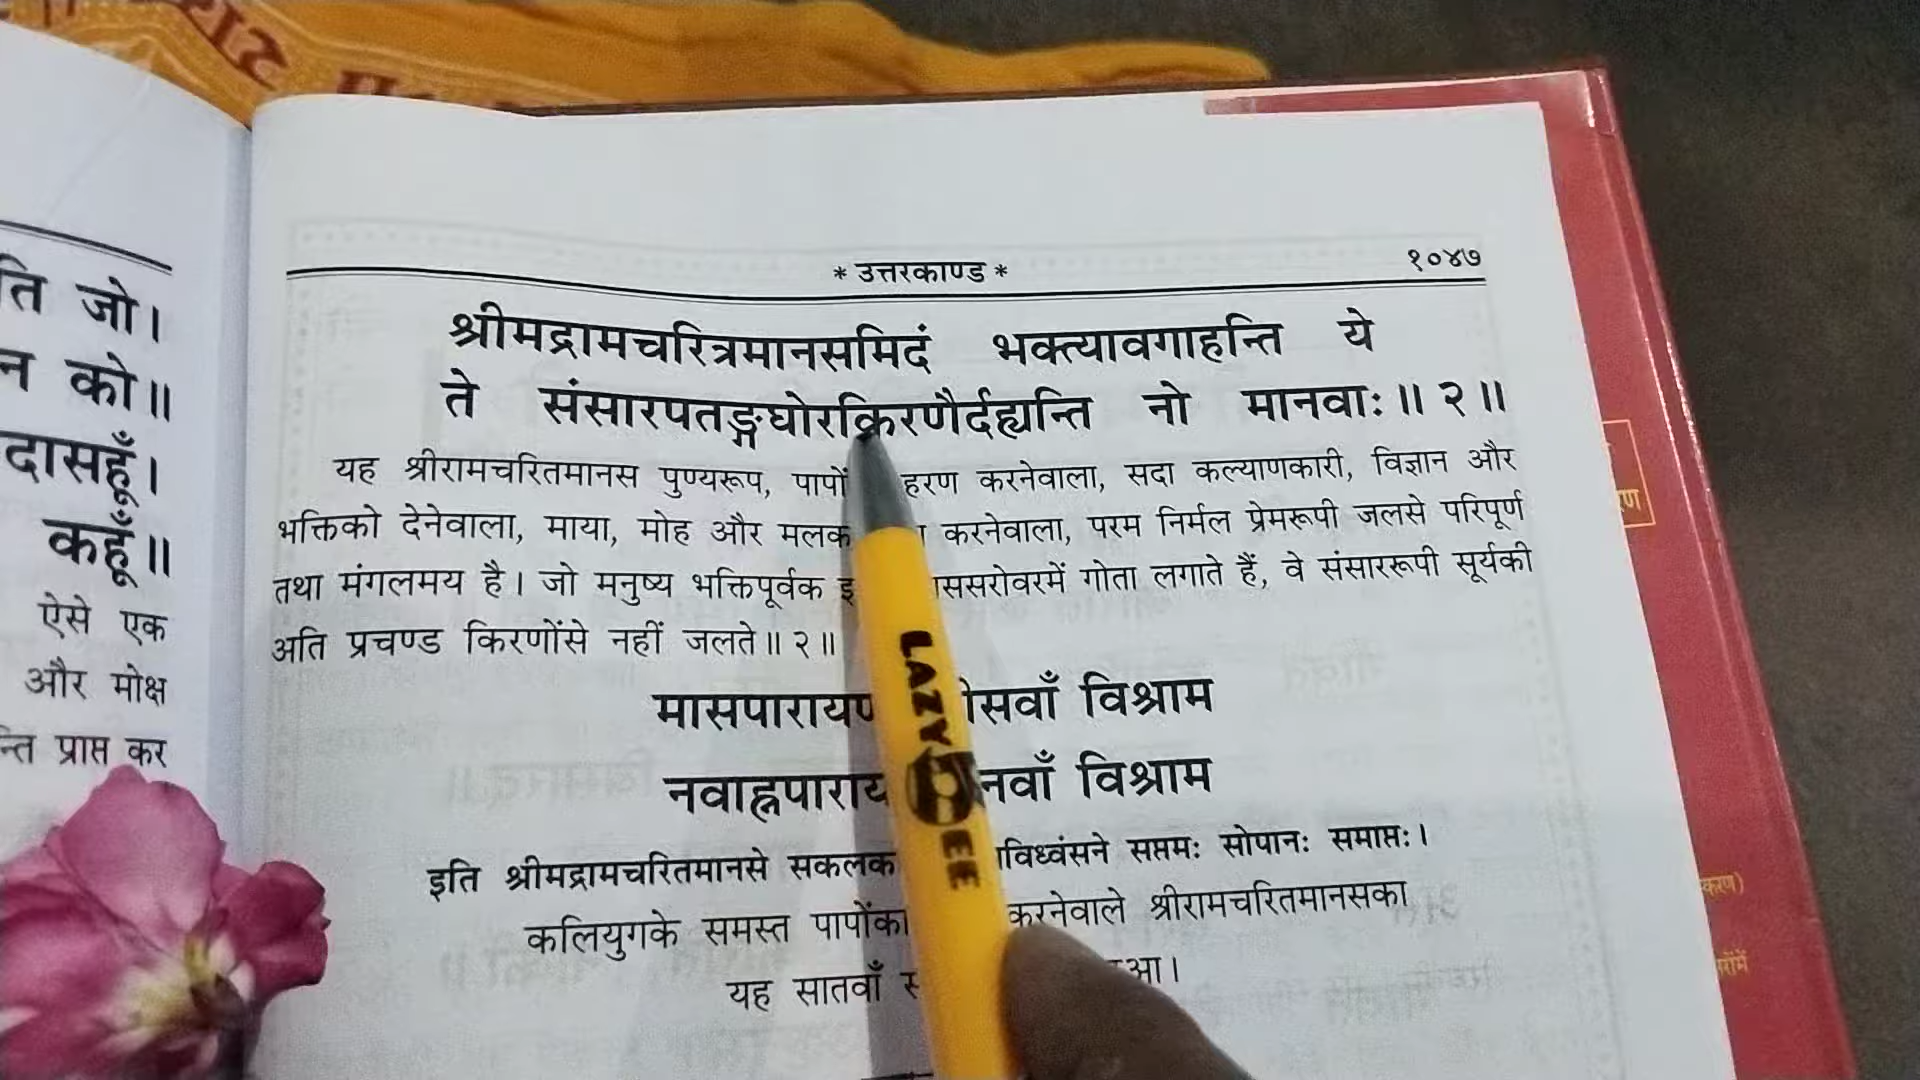 ति जो।
न को॥
दासहूँ।
कहूँ॥
ऐसे एक
और मोक्ष
प्राप्त कर
* उत्तरकाण्ड * १०४७
श्रीमद्रामचरित्रमानसमिदं भक्त्यावगाहन्ति ये
ते संसारपतङ्गघोरकिरणैर्दह्यन्ति नो मानवाः॥ २॥
यह श्रीरामचरितमानस पुण्यरूप, पापों हरण करनेवाला, सदा कल्याणकारी, विज्ञान और
भक्तिको देनेवाला, माया, मोह और मलक करनेवाला, परम निर्मल प्रेमरूपी जलसे परिपूर्ण
तथा मंगलमय है। जो मनुष्य भक्तिपूर्वक इ ससरोवरमें गोता लगाते हैं, वे संसाररूपी सूर्यकी
अति प्रचण्ड किरणोंसे नहीं जलते॥ २॥
मासपारायण सवाँ विश्राम
नवाह्नपाराय नवाँ विश्राम
इति श्रीमद्रामचरितमानसे सकलक विध्वंसने सप्तमः सोपानः समाप्तः।
कलियुगके समस्त पापोंका करनेवाले श्रीरामचरितमानसका
यह सातवाँ स आ।
LAZY BEE